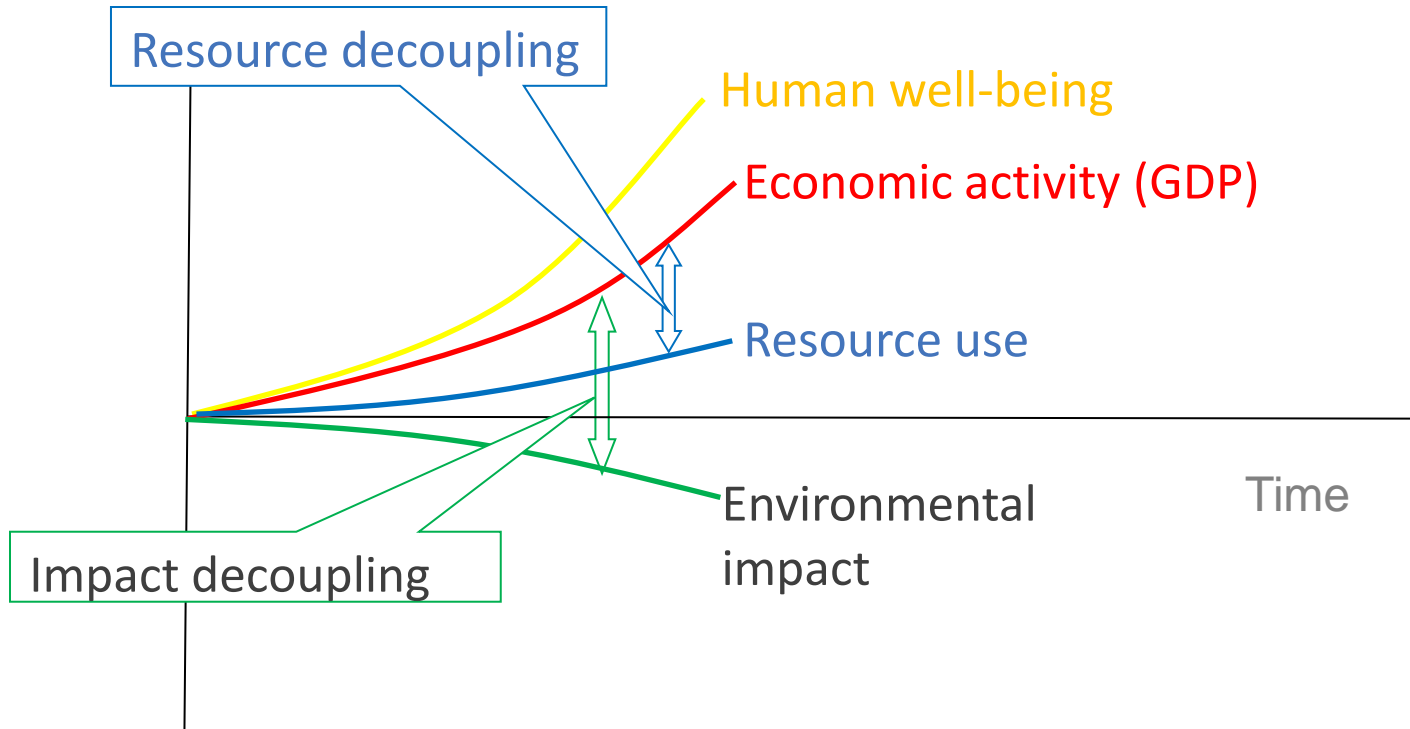 Resource decoupling
Human well-being
Economic activity (GDP)
Resource use
Time
Environmental
impact
Impact decoupling